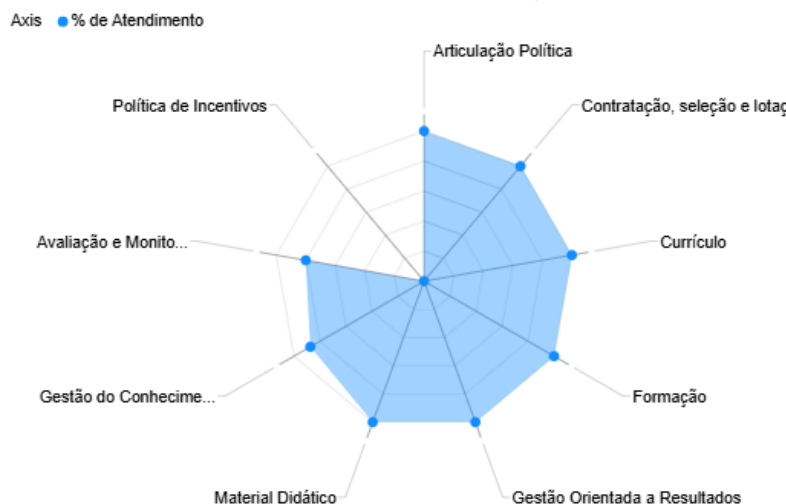 Axis % de Atendimento
Articulação Política
Política de Incentivos
Contratação, seleção e lotaç
Avaliação e Monito...
Currículo
Gestão do Conhecime...
Formação
Material Didático
Gestão Orientada a Resultados